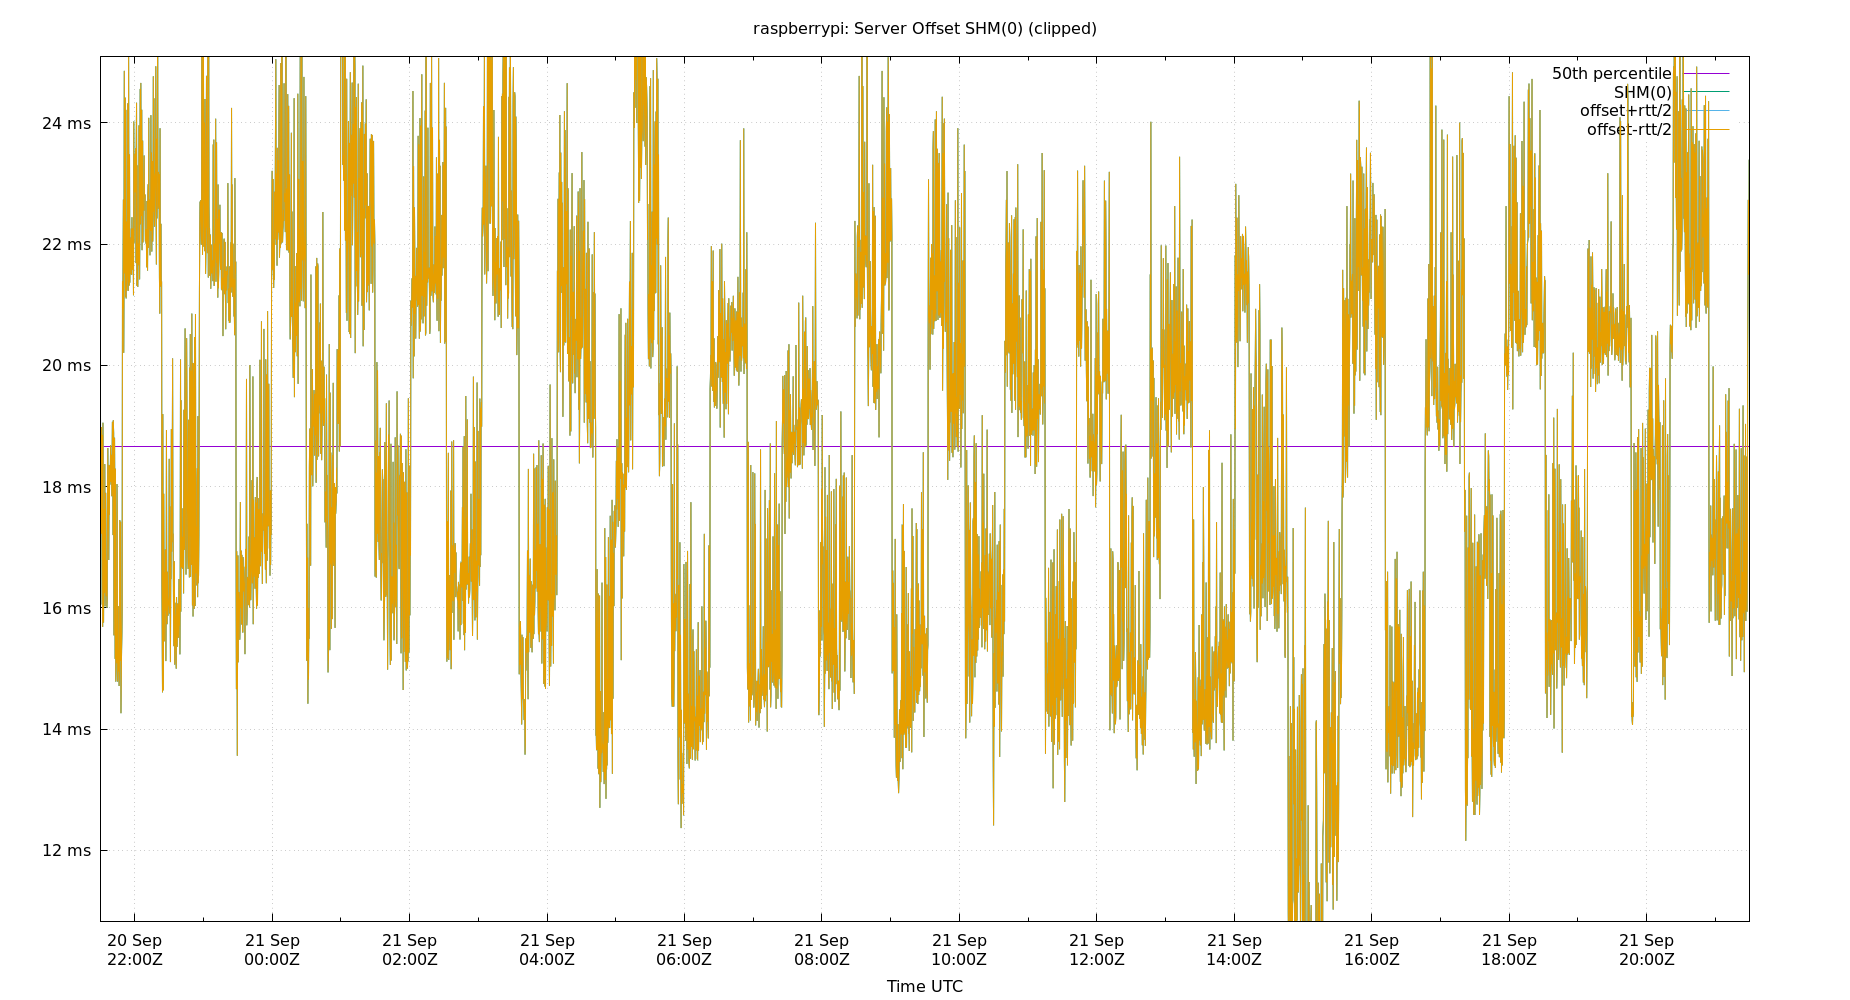 raspberrypi: Server Offset SHM(0) (clipped)
50th percentile
SHM(0)
offset+rtt/2
offset-rtt/2
24 ms
22 ms
20 ms
18 ms
16 ms
14 ms
12 ms
20 Sep 21 Sep 21 Sep 21 Sep 21 Sep 21 Sep 21 Sep 21 Sep 21 Sep 21 Sep 21 Sep 21 Sep
22:00Z 00:00Z 02:00Z 04:00Z 06:00Z 08:00Z 10:00Z 12:00Z 14:00Z 16:00Z 18:00Z 20:00Z
Time UTC